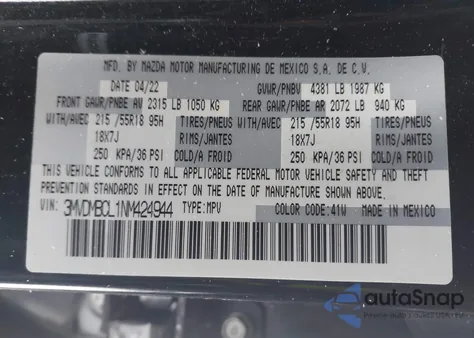 MFD. BY MAZDA MOTOR MANUFACTURING DE MEXICO S.A. DE C.V.
DATE 04/22 GVWR/PNBV 4381 LB 1987 KG
FRONT GAWR/PNBE AV 2315 LB 1050 KG REAR GAWR/PNBE AR 2072 LB 940 KG
WITH/AVEC 215 /55R18 95H TIRES/PNEUS WITH/AVEC 215 /55R18 95H TIRES/PNEUS
18X7J RIMS/JANTES 18X7J RIMS/JANTES
250 KPA/36 PSI COLD/A FROID 250 KPA/36 PSI COLD/A FROID
THIS VEHICLE CONFORMS TO ALL APPLICABLE FEDERAL MOTOR VEHICLE SAFETY AND THEFT
PREVENTION STANDARDS IN EFFECT ON THE DATE OF MANUFACTURE SHOWN ABOVE.
VIN: 3MVDMBCL1NM424944 TYPE: MPV COLOR CODE: 41W MADE IN MEXICO
autoSnap